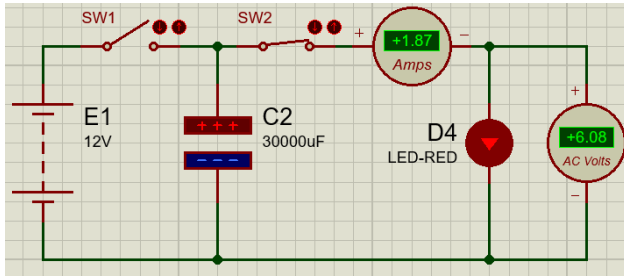 SW1
SW2
+ +1.87 −
Amps
E1
12V
+++
−−−
C2
30000uF
D4
LED-RED
+
+6.08
AC Volts
−